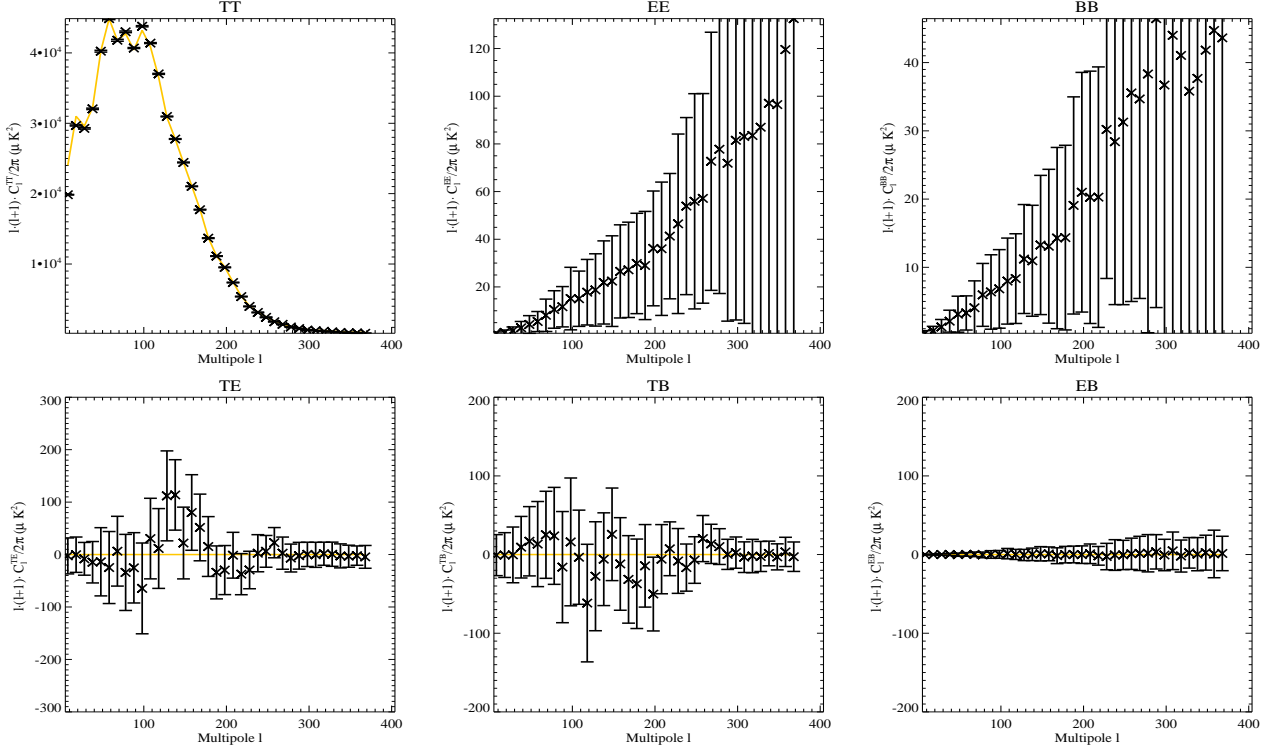 TT
4•10⁴
3•10⁴
2•10⁴
1•10⁴
l·(l+1)· C_l^TT/2π (μ K²)
100 200 300 400
Multipole l
EE
120
100
80
60
40
20
l·(l+1)· C_l^EE/2π (μ K²)
100 200 300 400
Multipole l
BB
40
30
20
10
l·(l+1)· C_l^BB/2π (μ K²)
100 200 300 400
Multipole l
TE
300
200
100
0
-100
-200
-300
l·(l+1)· C_l^TE/2π (μ K²)
100 200 300 400
Multipole l
TB
200
100
0
-100
-200
l·(l+1)· C_l^TB/2π (μ K²)
100 200 300 400
Multipole l
EB
200
100
0
-100
-200
l·(l+1)· C_l^EB/2π (μ K²)
100 200 300 400
Multipole l